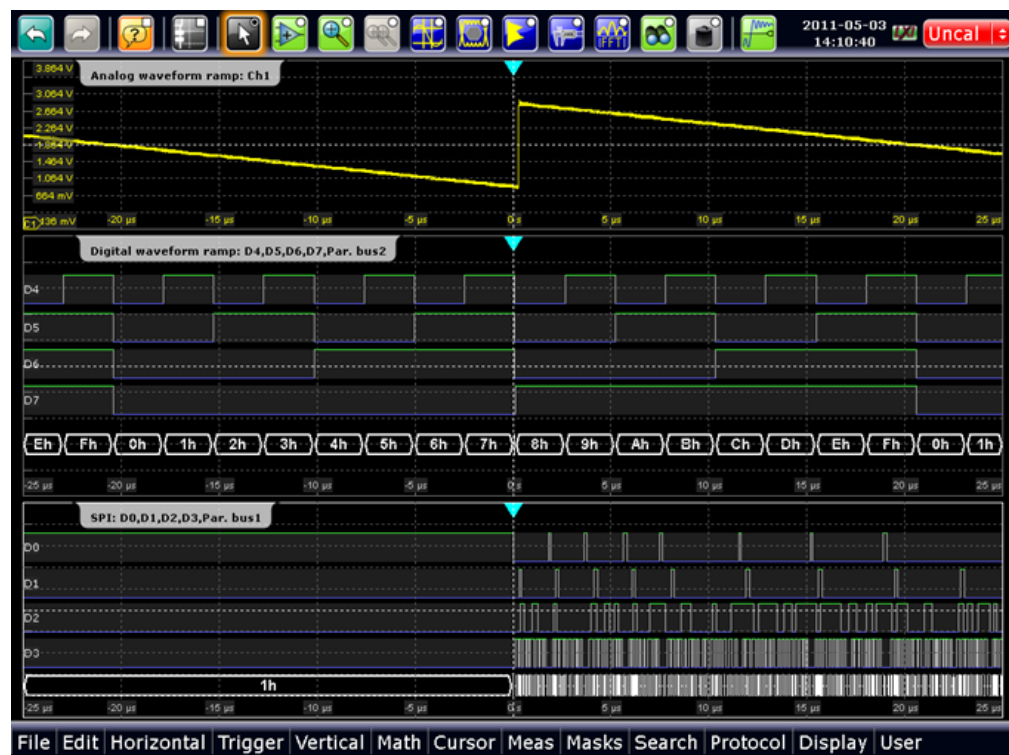 2011-05-03
14:10:40
LXI
Uncal
(FFT)
3.864 V
Analog waveform ramp: Ch1
3.064 V
2.664 V
2.264 V
1.864 V
1.464 V
1.064 V
664 mV
C1 136 mV -20 µs -15 µs -10 µs -5 µs 0 s 5 µs 10 µs 15 µs 20 µs 25 µs
Digital waveform ramp: D4,D5,D6,D7,Par. bus2
D4
D5
D6
D7
Eh Fh 0h 1h 2h 3h 4h 5h 6h 7h 8h 9h Ah Bh Ch Dh Eh Fh 0h 1h
-25 µs -20 µs -15 µs -10 µs -5 µs 0 s 5 µs 10 µs 15 µs 20 µs 25 µs
SPI: D0,D1,D2,D3,Par. bus1
D0
D1
D2
D3
1h
-25 µs -20 µs -15 µs -10 µs -5 µs 0 s 5 µs 10 µs 15 µs 20 µs 25 µs
File Edit Horizontal Trigger Vertical Math Cursor Meas Masks Search Protocol Display User